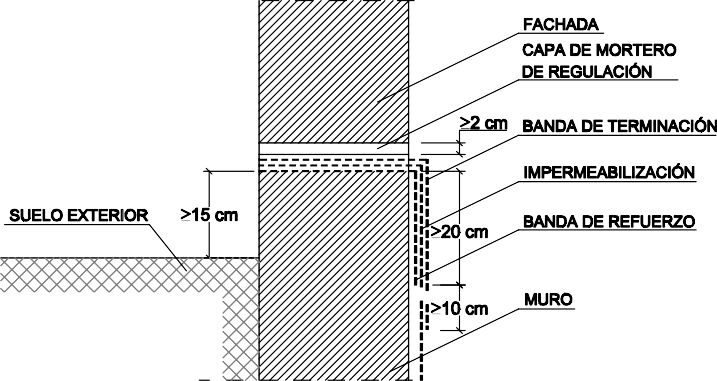 FACHADA
CAPA DE MORTERO
DE REGULACIÓN
≥2 cm
BANDA DE TERMINACIÓN
IMPERMEABILIZACIÓN
SUELO EXTERIOR
≥15 cm
BANDA DE REFUERZO
≥20 cm
MURO
≥10 cm